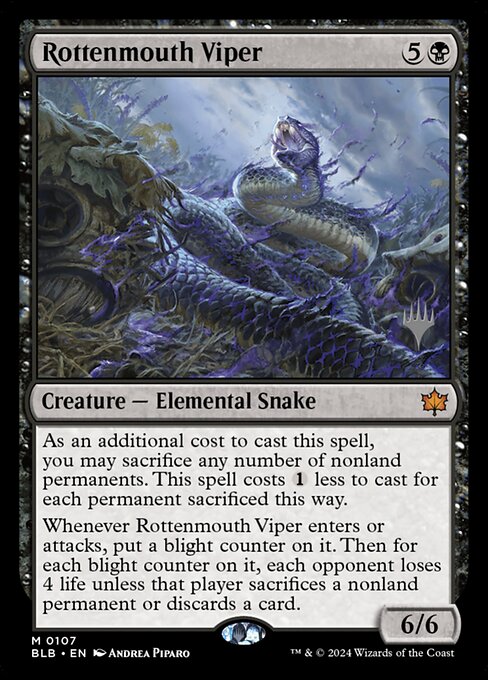 Rottenmouth Viper 5
Creature — Elemental Snake
As an additional cost to cast this spell,
you may sacrifice any number of nonland
permanents. This spell costs 1 less to cast for
each permanent sacrificed this way.
Whenever Rottenmouth Viper enters or
attacks, put a blight counter on it. Then for
each blight counter on it, each opponent loses
4 life unless that player sacrifices a nonland
permanent or discards a card.
6/6
M 0107
BLB • EN Andrea Piparo
™ & © 2024 Wizards of the Coast